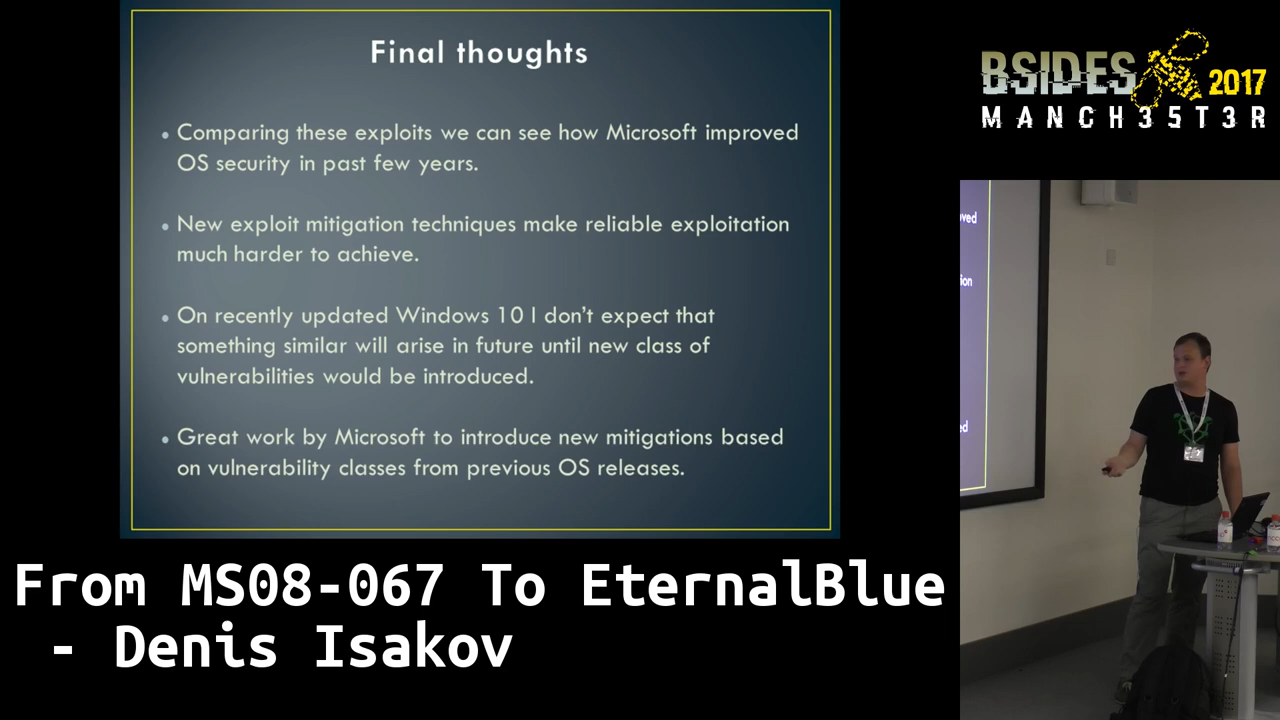 Final thoughts
Comparing these exploits we can see how Microsoft improved
OS security in past few years.
New exploit mitigation techniques make reliable exploitation
much harder to achieve.
On recently updated Windows 10 I don't expect that
something similar will arise in future until new class of
vulnerabilities would be introduced.
Great work by Microsoft to introduce new mitigations based
on vulnerability classes from previous OS releases.
BSIDES 2017
MANCH35T3R
From MS08-067 To EternalBlue
- Denis Isakov